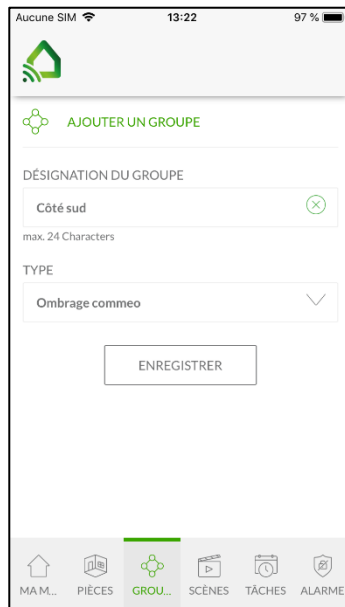 Aucune SIM 13:22 97 %
AJOUTER UN GROUPE
DÉSIGNATION DU GROUPE
Côté sud
max. 24 Characters
TYPE
Ombrage commeo
ENREGISTRER
MA M... PIÈCES GROU... SCÈNES TÂCHES ALARME